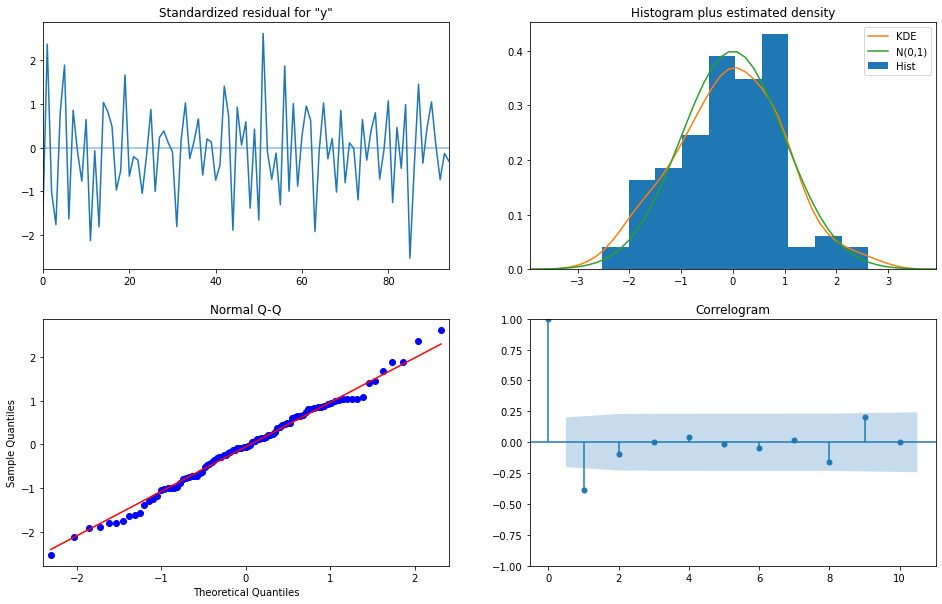 Standardized residual for "y"
2
1
0
−1
−2
0 20 40 60 80
Histogram plus estimated density
KDE
N(0,1)
Hist
0.4
0.3
0.2
0.1
0.0
−3 −2 −1 0 1 2 3
Normal Q-Q
Sample Quantiles
2
1
0
−1
−2
−2 −1 0 1 2
Theoretical Quantiles
Correlogram
1.00
0.75
0.50
0.25
0.00
−0.25
−0.50
−0.75
−1.00
0 2 4 6 8 10